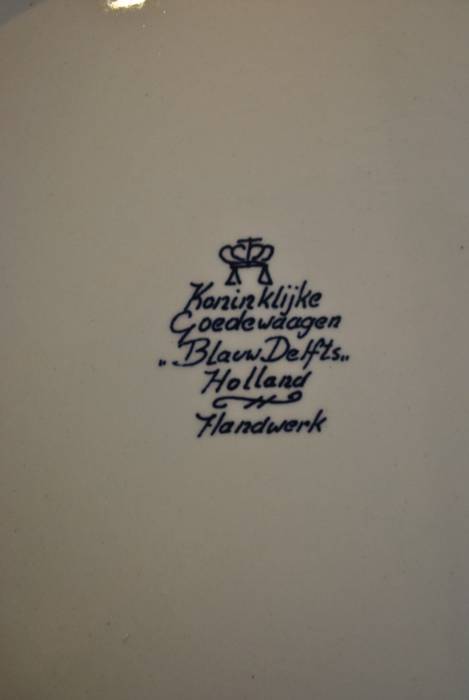 Koninklijke
Goedewaagen
„Blauw Delfts„
Holland
Handwerk